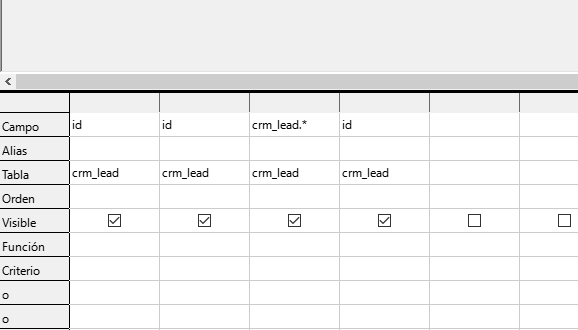 Campo id id crm_lead.* id
Alias
Tabla crm_lead crm_lead crm_lead crm_lead
Orden
Visible
Función
Criterio
o
o